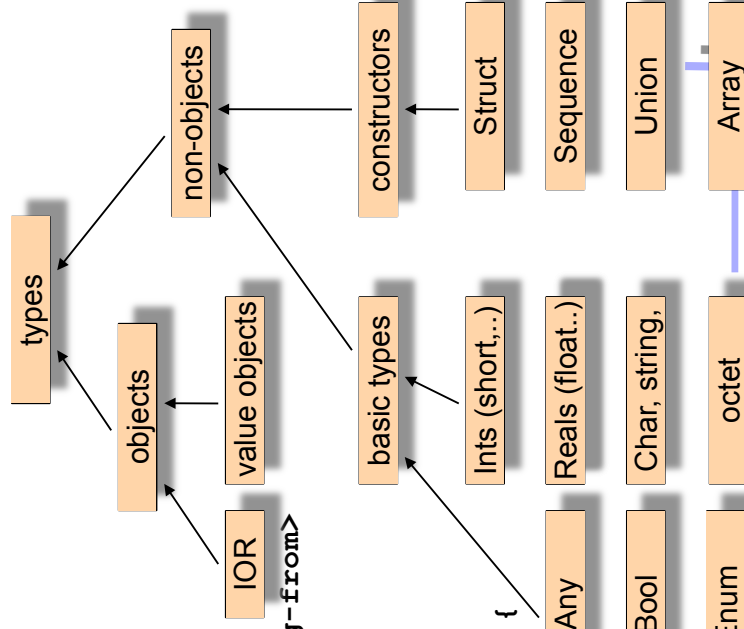 types
objects
non-objects
IOR
value objects
basic types
constructors
Any
Ints (short,..)
Struct
Bool
Reals (float..)
Sequence
Char, string,
Union
octet
Array
-from>
{